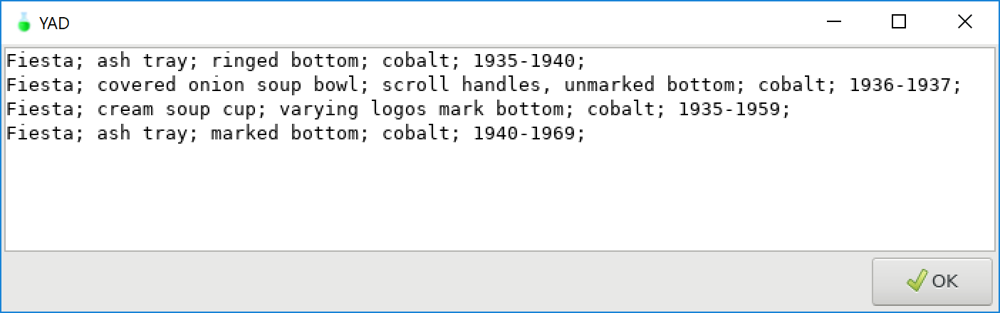 YAD
Fiesta; ash tray; ringed bottom; cobalt; 1935-1940;
Fiesta; covered onion soup bowl; scroll handles, unmarked bottom; cobalt; 1936-1937;
Fiesta; cream soup cup; varying logos mark bottom; cobalt; 1935-1959;
Fiesta; ash tray; marked bottom; cobalt; 1940-1969;
OK